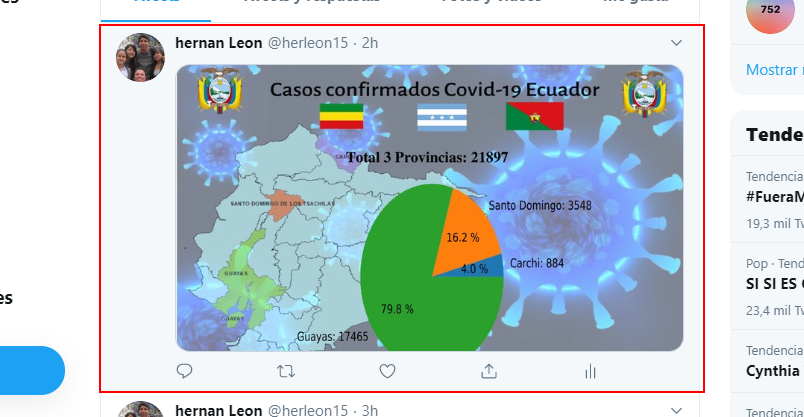 Tweets
Tweets y respuestas
Fotos y videos
Me gusta
752
hernan Leon @herleon15 · 2h
Mostrar
Casos confirmados Covid-19 Ecuador
Total 3 Provincias: 21897
SANTO DOMINGO DE LOS TSACHILAS
Santo Domingo: 3548
16.2 %
Carchi: 884
4.0 %
GUAYAS
79.8 %
GUAYAS
Guayas: 17465
es
Tende
Tendencia
#FueraM
19,3 mil Tw
Pop · Tend
SI SI ES
23,4 mil Tw
Tendencia
Cynthia
Tendencia
hernan Leon @herleon15 · 3h